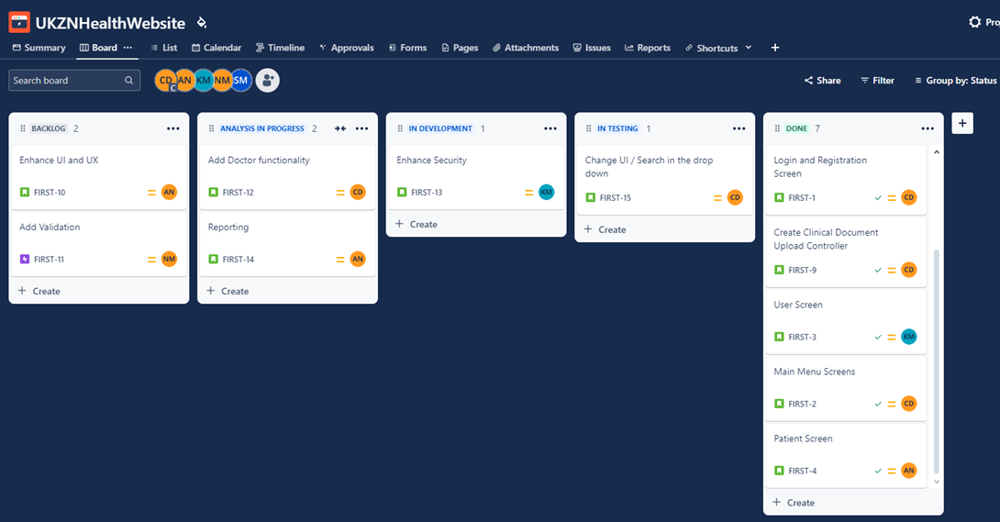 UKZNHealthWebsite
Pro
Summary Board List Calendar Timeline Approvals Forms Pages Attachments Issues Reports Shortcuts
Search board CD C AN KM NM SM Share Filter Group by: Status
BACKLOG 2
Enhance UI and UX
FIRST-10 AN
Add Validation
FIRST-11 NM
+ Create
ANALYSIS IN PROGRESS 2
Add Doctor functionality
FIRST-12 CD
Reporting
FIRST-14 AN
+ Create
IN DEVELOPMENT 1
Enhance Security
FIRST-13 KM
+ Create
IN TESTING 1
Change UI / Search in the drop
down
FIRST-15 CD
+ Create
DONE 7
Login and Registration
Screen
FIRST-1 CD
Create Clinical Document
Upload Controller
FIRST-9 CD
User Screen
FIRST-3 KM
Main Menu Screens
FIRST-2 CD
Patient Screen
FIRST-4 AN
+ Create